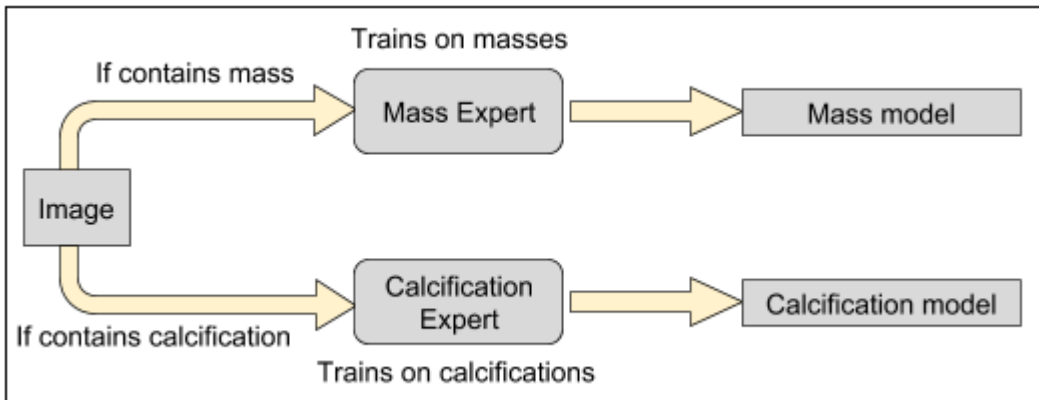 Trains on masses
If contains mass
Mass Expert
Mass model
Image
Calcification
Expert
Calcification model
If contains calcification
Trains on calcifications